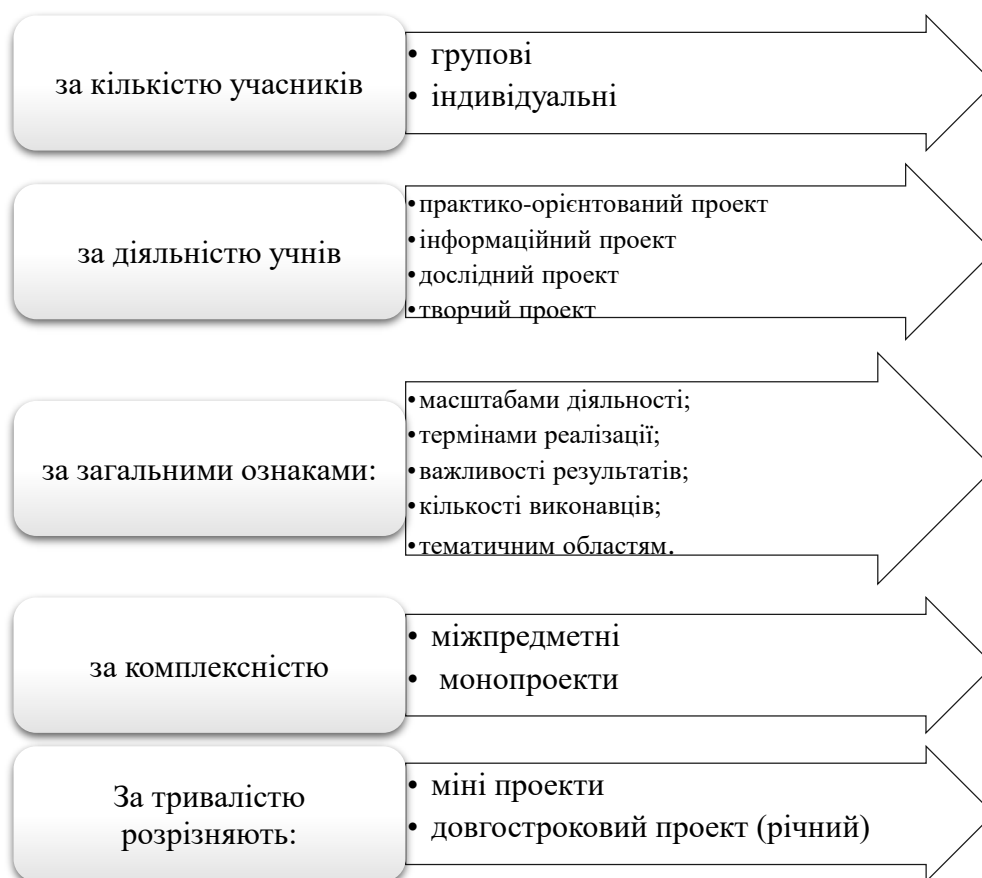 за кількістю учасників
• групові
• індивідуальні
за діяльністю учнів
•практико-орієнтований проект
•інформаційний проект
•дослідний проект
•творчий проект
за загальними ознаками:
•масштабами діяльності;
•термінами реалізації;
•важливості результатів;
•кількості виконавців;
•тематичним областям.
за комплексністю
• міжпредметні
• монопроекти
За тривалістю
розрізняють:
• міні проекти
• довгостроковий проект (річний)